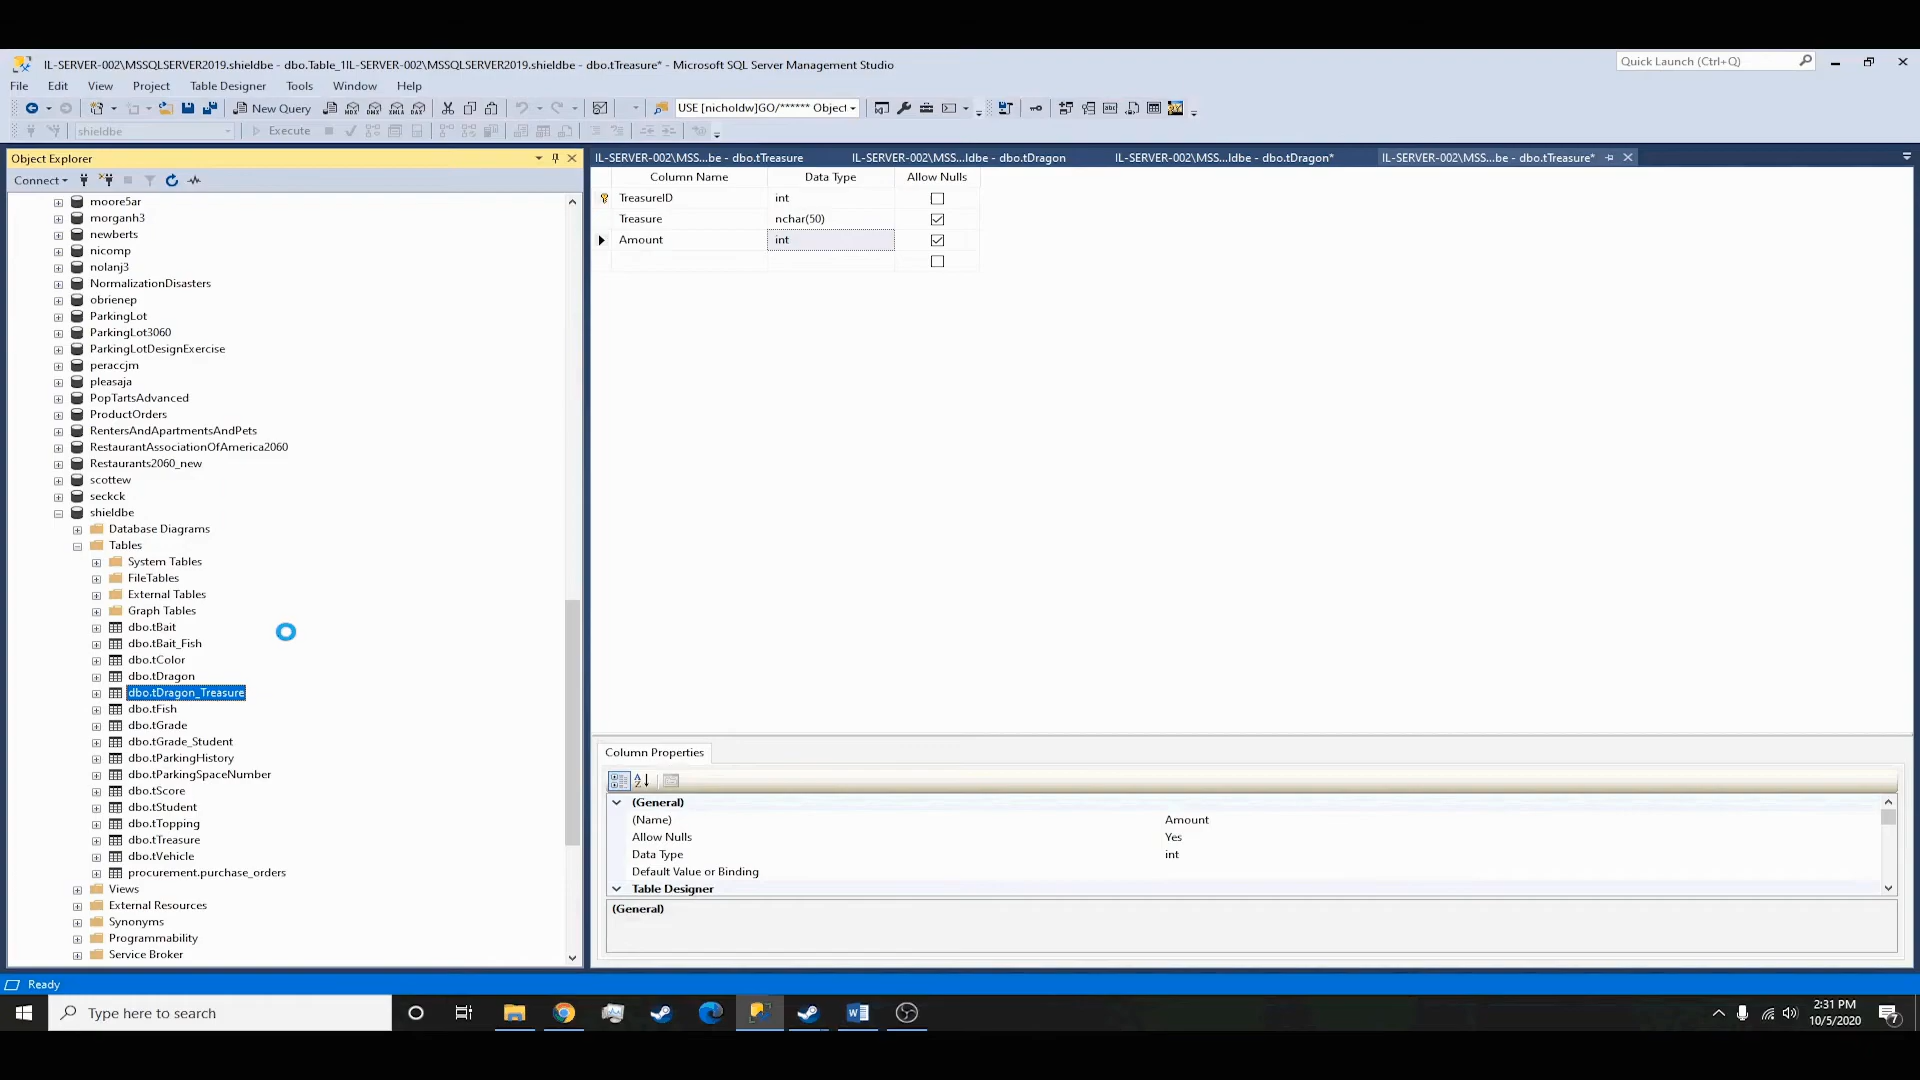 IL-SERVER-002\MSSQLSERVER2019.shieldbe - dbo.Table_1IL-SERVER-002\MSSQLSERVER2019.shieldbe - dbo.tTreasure* - Microsoft SQL Server Management Studio
Quick Launch (Ctrl+Q)
File Edit View Project Table Designer Tools Window Help
New Query USE [nicholdw]GO/****** Object
shieldbe Execute
Object Explorer
Connect
moore5ar
morganh3
newberts
nicomp
nolanj3
NormalizationDisasters
obrienep
ParkingLot
ParkingLot3060
ParkingLotDesignExercise
peraccjm
pleasaja
PopTartsAdvanced
ProductOrders
RentersAndApartmentsAndPets
RestaurantAssociationOfAmerica2060
Restaurants2060_new
scottew
seckck
shieldbe
Database Diagrams
Tables
System Tables
FileTables
External Tables
Graph Tables
dbo.tBait
dbo.tBait_Fish
dbo.tColor
dbo.tDragon
dbo.tDragon_Treasure
dbo.tFish
dbo.tGrade
dbo.tGrade_Student
dbo.tParkingHistory
dbo.tParkingSpaceNumber
dbo.tScore
dbo.tStudent
dbo.tTopping
dbo.tTreasure
dbo.tVehicle
procurement.purchase_orders
Views
External Resources
Synonyms
Programmability
Service Broker
IL-SERVER-002\MSS...be - dbo.tTreasure IL-SERVER-002\MSS...ldbe - dbo.tDragon IL-SERVER-002\MSS...ldbe - dbo.tDragon* IL-SERVER-002\MSS...be - dbo.tTreasure*
Column Name Data Type Allow Nulls
TreasureID int
Treasure nchar(50)
Amount int
Column Properties
(General)
(Name) Amount
Allow Nulls Yes
Data Type int
Default Value or Binding
Table Designer
(General)
Ready
Type here to search
2:31 PM
10/5/2020
7